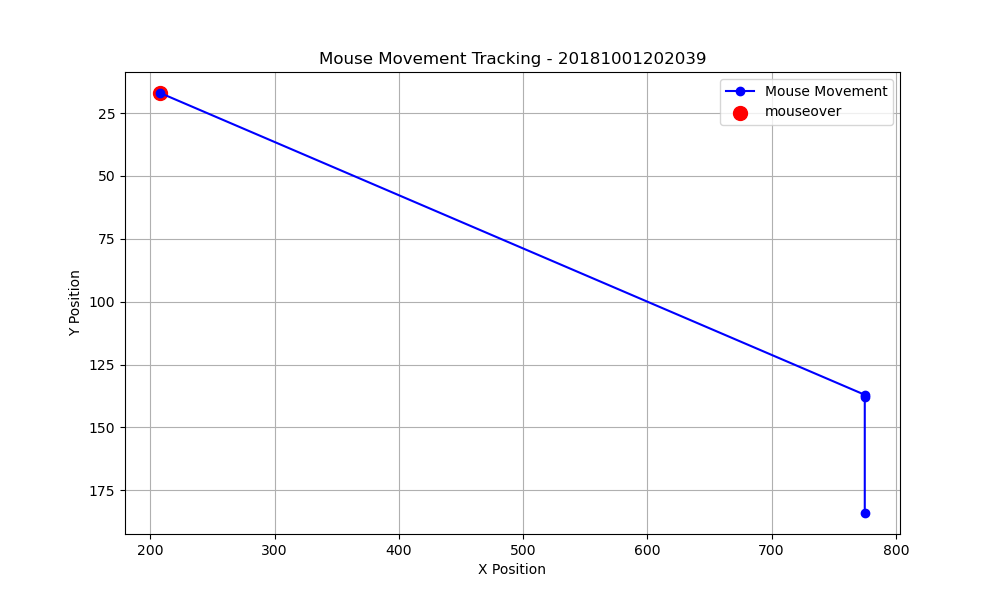 Mouse Movement Tracking - 20181001202039
Mouse Movement
mouseover
25
50
75
100
125
150
175
Y Position
200 300 400 500 600 700 800
X Position